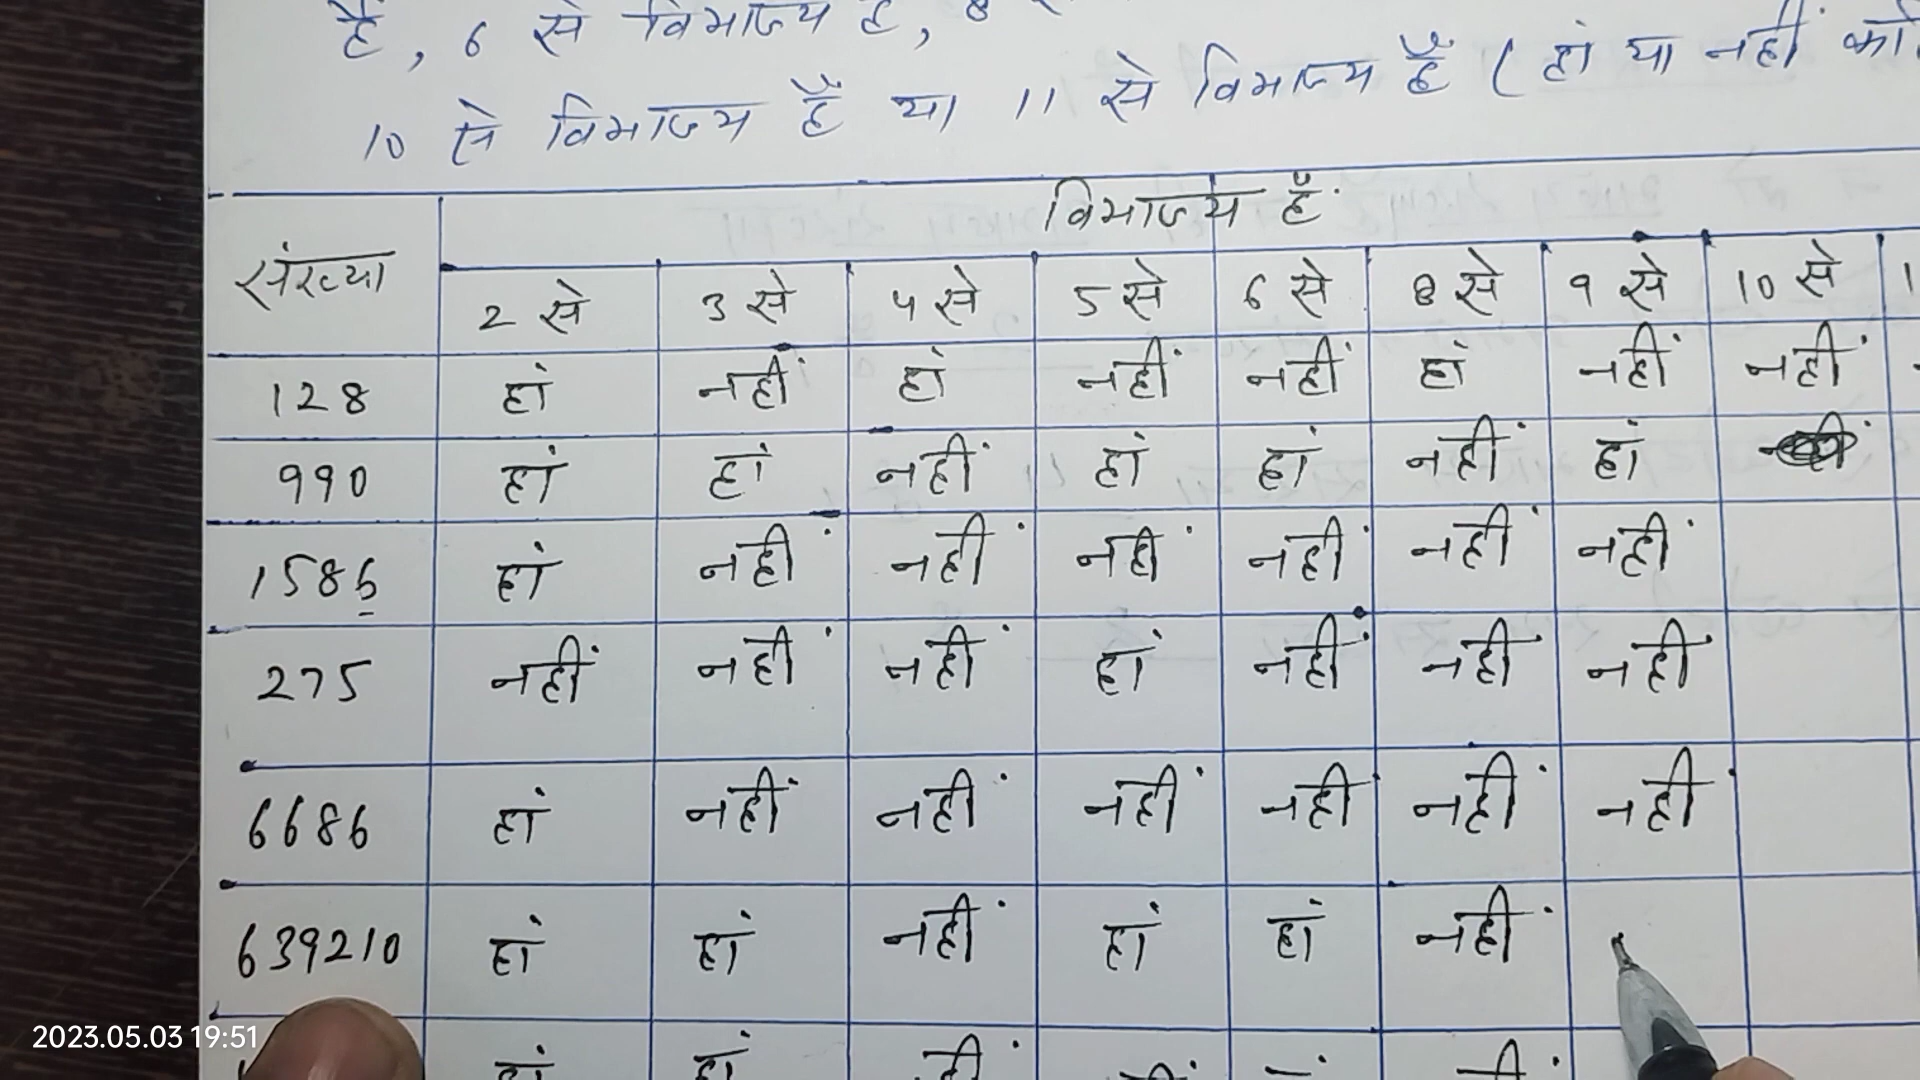 हैं, 6 से विभाज्य हैं, 8
10 से विभाज्य हैं या 11 से विभाज्य हैं ( हां या नहीं
विभाज्य हैं
संख्या 2 से 3 से 4 से 5 से 6 से 8 से 9 से 10 से
128 हां नहीं हां नहीं नहीं हां नहीं नहीं
990 हां हां नहीं हां हां नहीं हां
1586 हां नहीं नहीं नहीं नहीं नहीं नहीं
275 नहीं नहीं नहीं हां नहीं नहीं नहीं
6686 हां नहीं नहीं नहीं नहीं नहीं नहीं
639210 हां हां नहीं हां हां नहीं
हां हां
2023.05.03 19:51